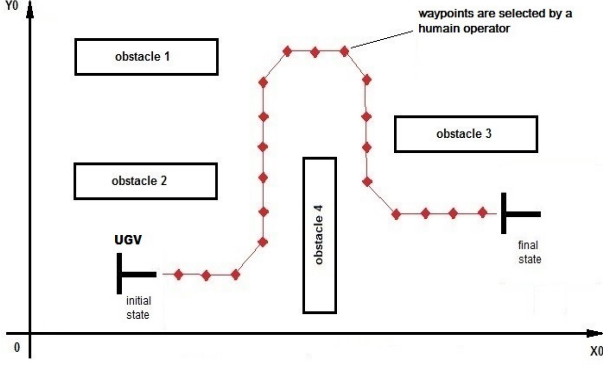 Y0
waypoints are selected by a
humain operator
obstacle 1
obstacle 3
obstacle 2
obstacle 4
UGV
initial
state
final
state
0
X0